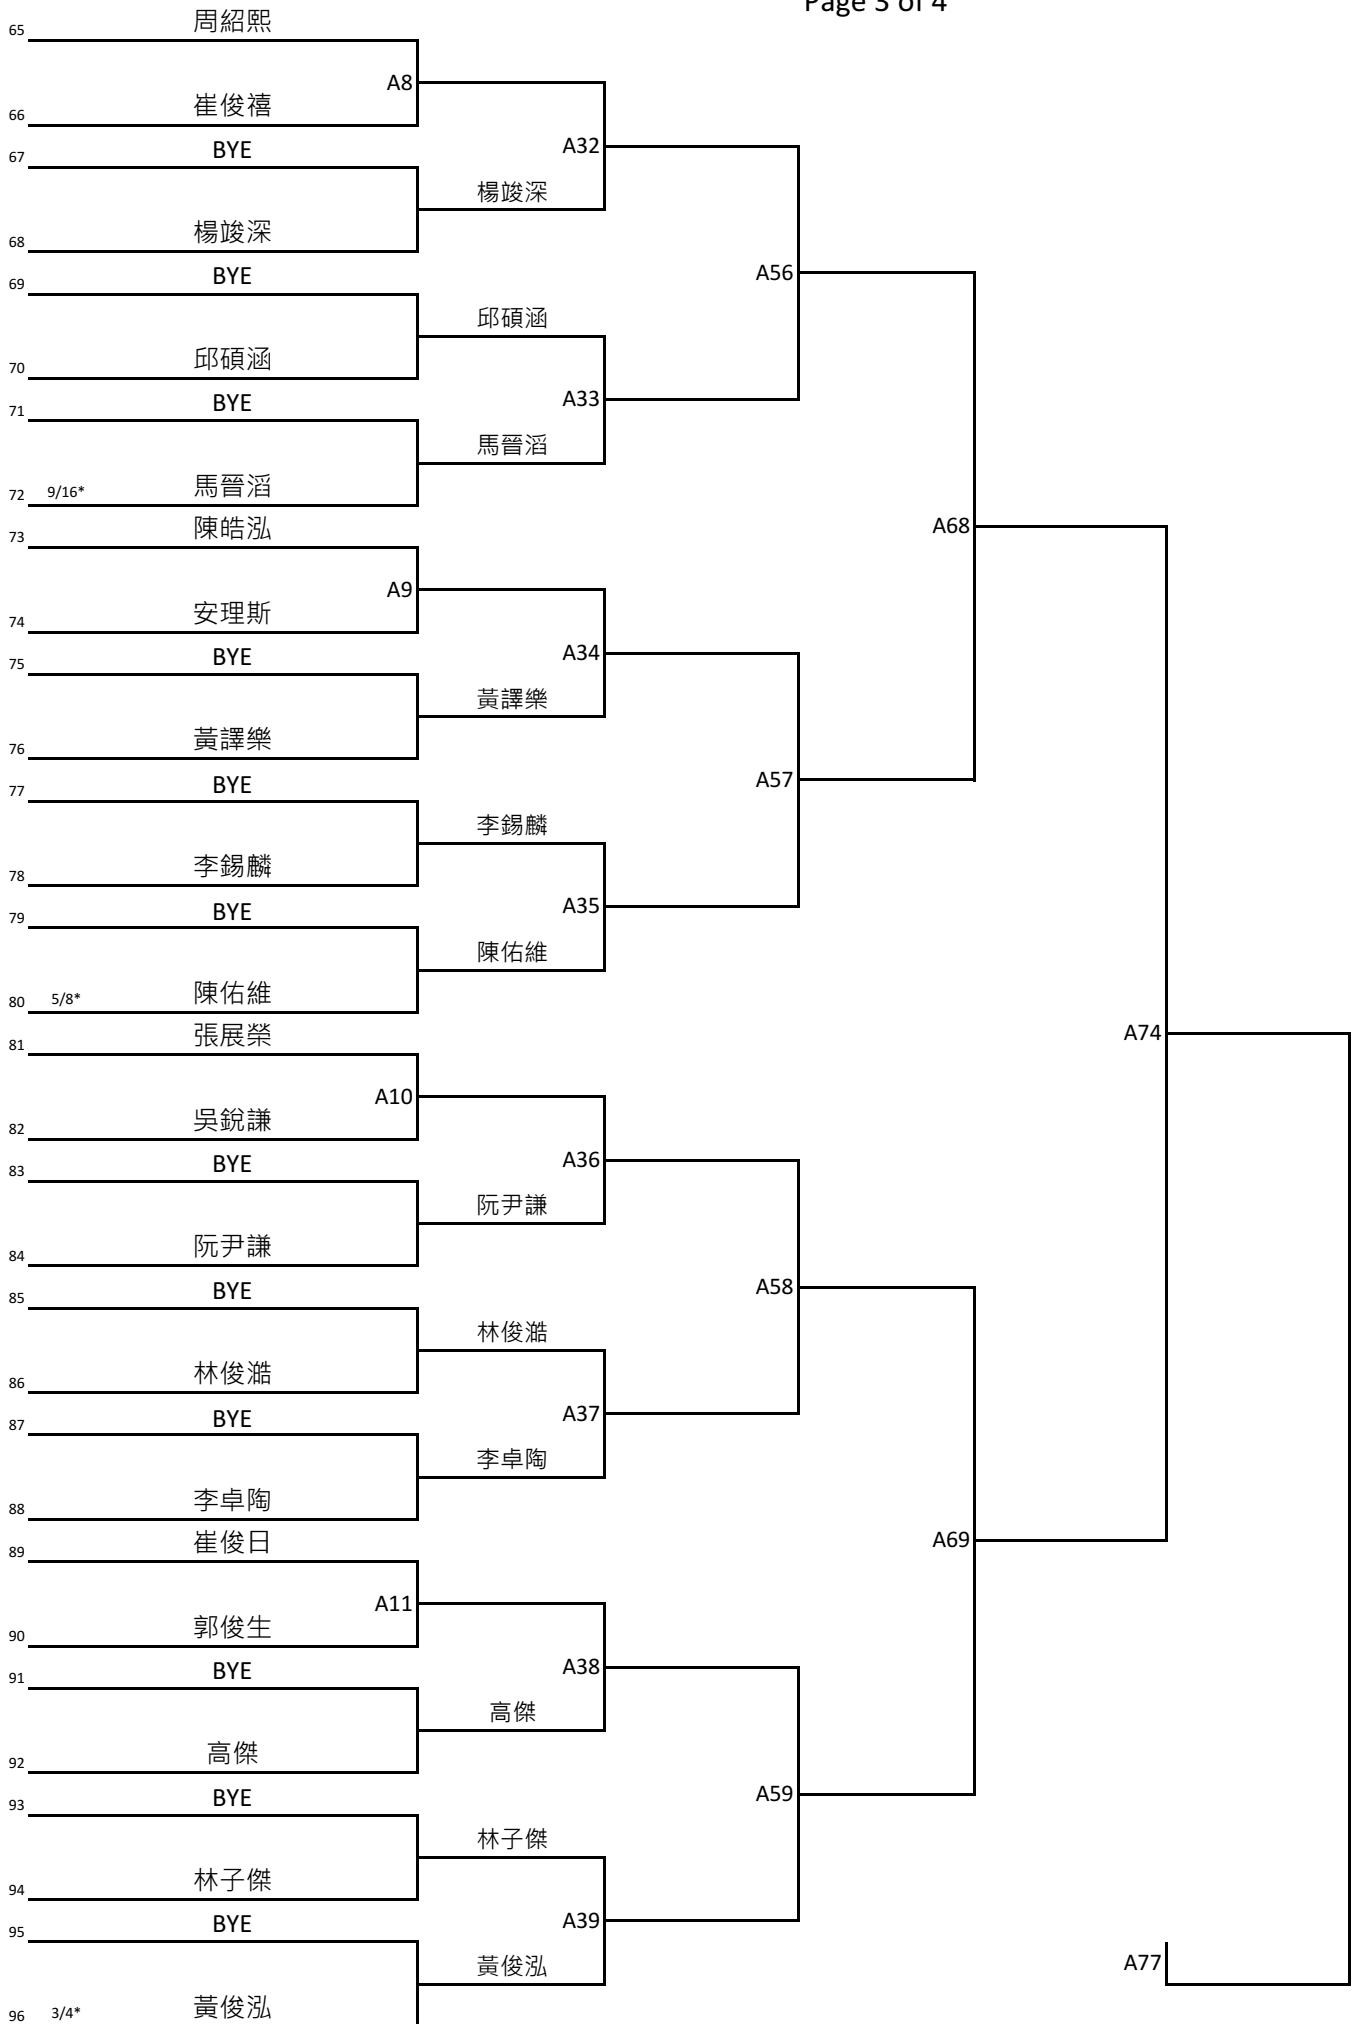 Page 3 of 4
65 周紹熙
A8
66 崔俊禧
67 BYE
A32
楊竣深
68 楊竣深
A56
69 BYE
邱碩涵
70 邱碩涵
A33
71 BYE
馬晉滔
72 9/16* 馬晉滔
A68
73 陳皓泓
A9
74 安理斯
75 BYE
A34
黃譯樂
76 黃譯樂
A57
77 BYE
李錫麟
78 李錫麟
A35
79 BYE
陳佑維
80 5/8* 陳佑維
A74
81 張展榮
A10
82 吳銳謙
83 BYE
A36
阮尹謙
84 阮尹謙
A58
85 BYE
林俊澔
86 林俊澔
A37
87 BYE
李卓陶
88 李卓陶
A69
89 崔俊日
A11
90 郭俊生
91 BYE
A38
高傑
92 高傑
A59
93 BYE
林子傑
94 林子傑
A39
95 BYE
黃俊泓
A77
96 3/4* 黃俊泓